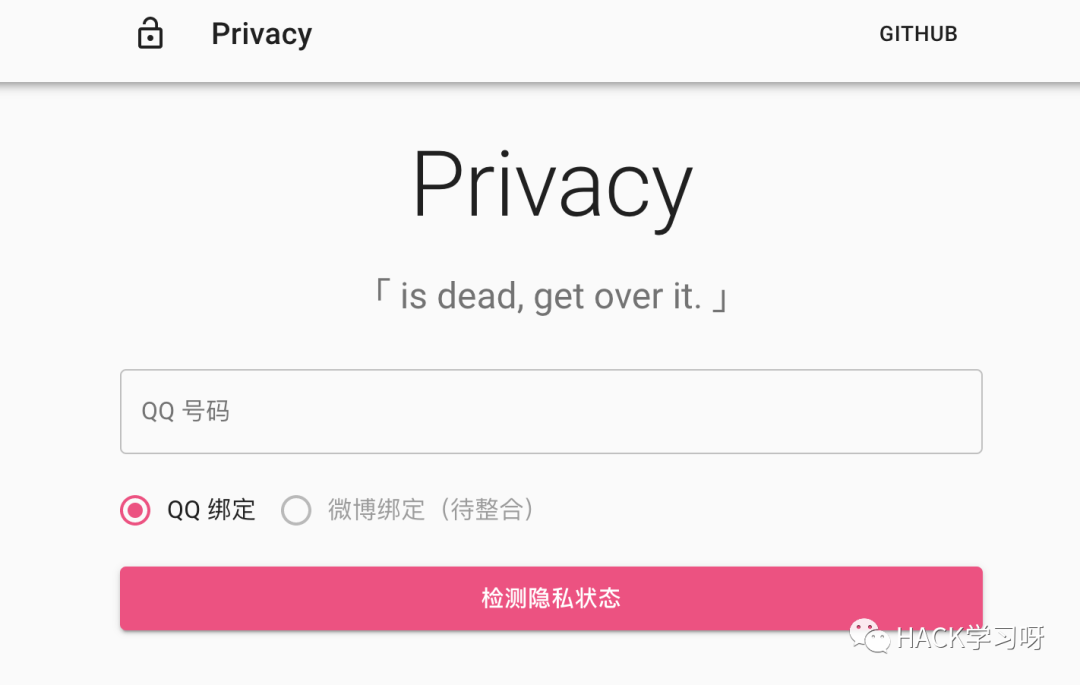 Privacy
GITHUB
Privacy
「 is dead, get over it. 」
QQ 号码
QQ 绑定
微博绑定（待整合）
检测隐私状态
HACK学习呀